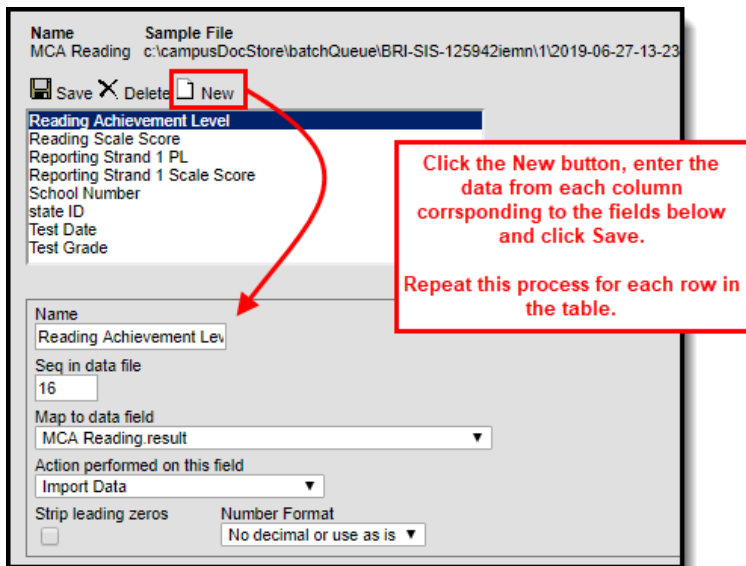 Name Sample File
MCA Reading c:\campusDocStore\batchQueue\BRI-SIS-125942iemn\1\2019-06-27-13-23
Save Delete New
Reading Achievement Level
Reading Scale Score
Reporting Strand 1 PL
Reporting Strand 1 Scale Score
School Number
state ID
Test Date
Test Grade
Click the New button, enter the
data from each column
corrsponding to the fields below
and click Save.
Repeat this process for each row in
the table.
Name
Reading Achievement Lev
Seq in data file
16
Map to data field
MCA Reading.result
Action performed on this field
Import Data
Strip leading zeros Number Format
No decimal or use as is